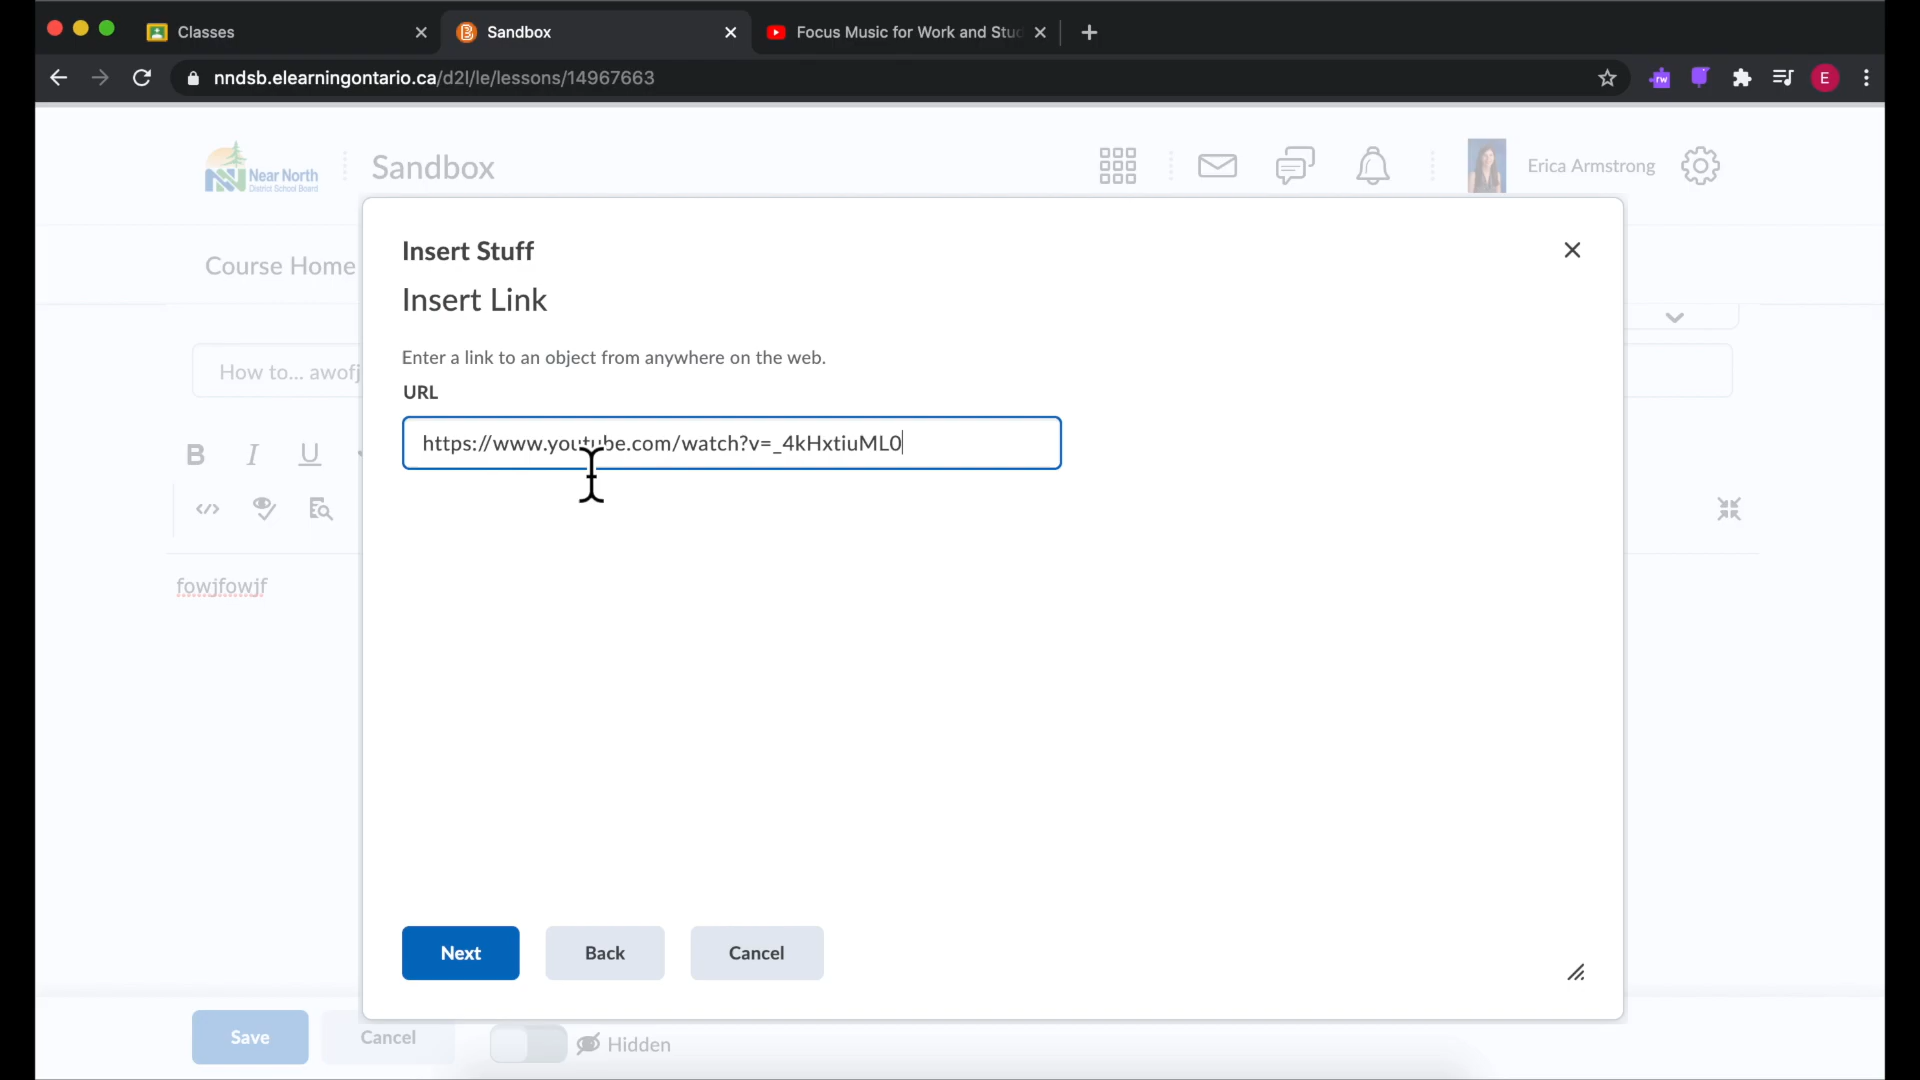 Classes
Sandbox
Focus Music for Work and Stud
nndsb.elearningontario.ca/d2l/le/lessons/14967663
rw
E
Near North
District School Board
Sandbox
Erica Armstrong
Course Home
Insert Stuff
Insert Link
Enter a link to an object from anywhere on the web.
URL
https://www.youtube.com/watch?v=_4kHxtiuML0
How to... awofj
B I U
fowjfowjf
Next
Back
Cancel
Save
Cancel
Hidden